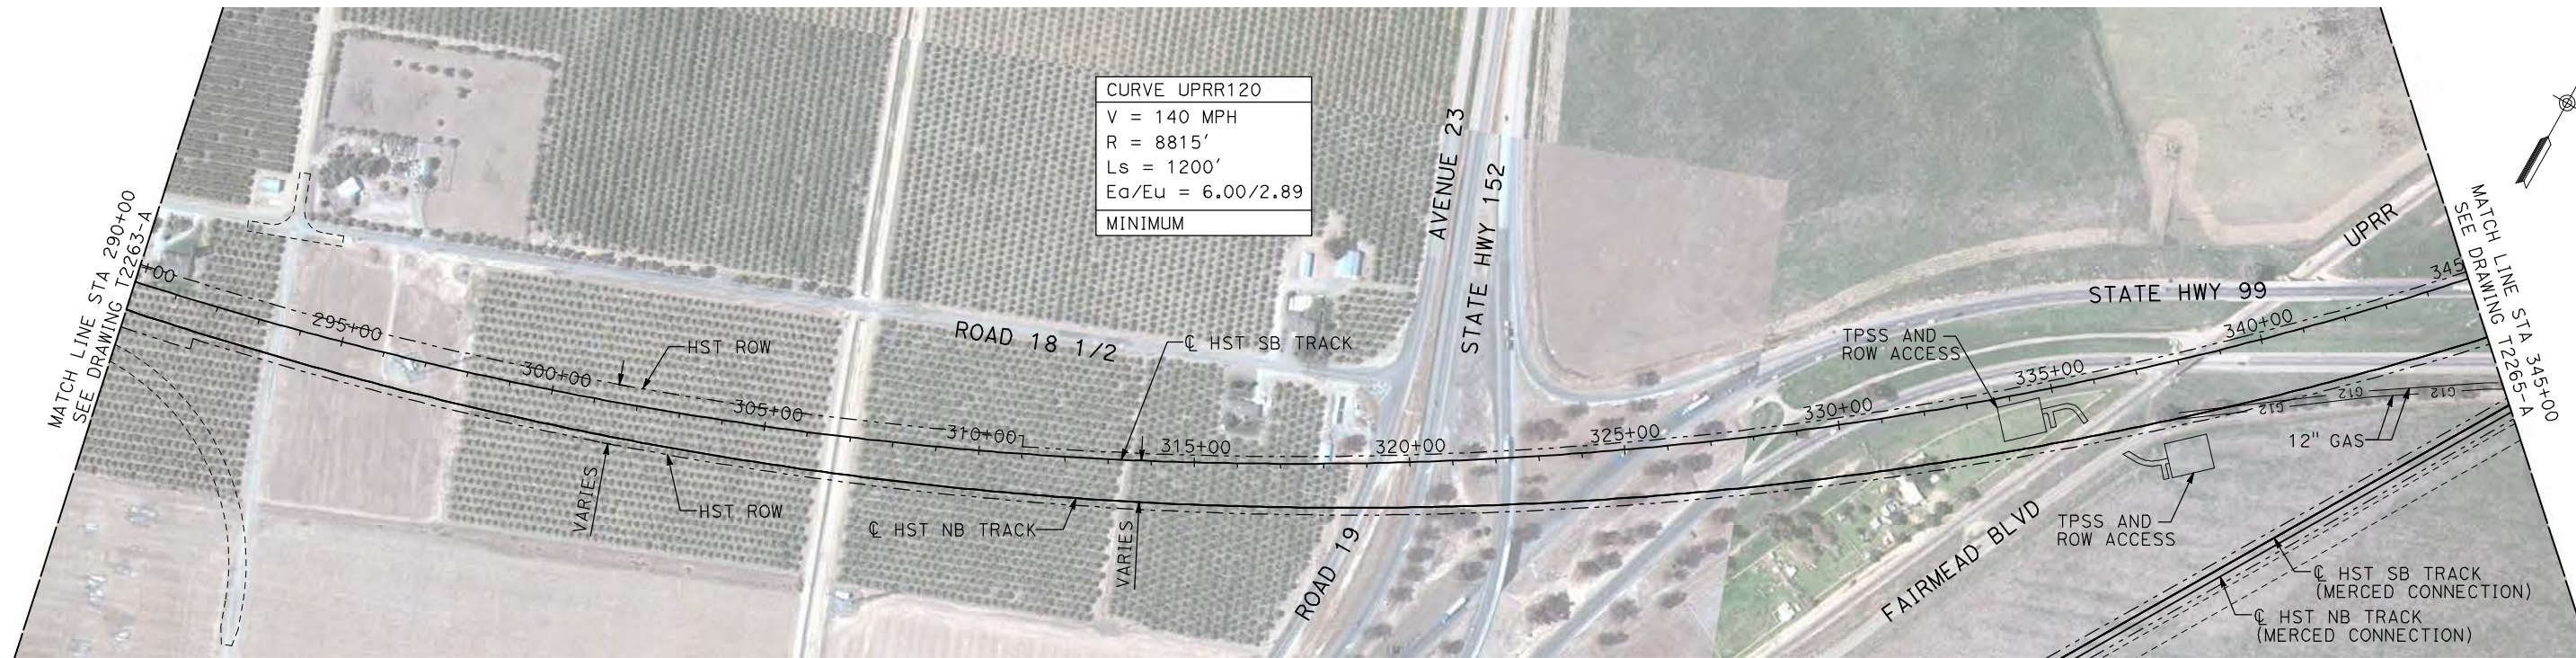 MATCH LINE STA 290+00
SEE DRAWING T2263-A
+00
295+00
300+00
305+00
310+00
315+00
320+00
325+00
330+00
335+00
340+00
345
HST ROW
HST ROW
VARIES
VARIES
ROAD 18 1/2
℄ HST SB TRACK
℄ HST NB TRACK
CURVE UPRR120
V = 140 MPH
R = 8815′
Ls = 1200′
Ea/Eu = 6.00/2.89
MINIMUM
AVENUE 23
STATE HWY 152
ROAD 19
TPSS AND
ROW ACCESS
STATE HWY 99
UPRR
FAIRMEAD BLVD
TPSS AND
ROW ACCESS
G12
G12
G12
12" GAS
℄ HST SB TRACK
(MERCED CONNECTION)
℄ HST NB TRACK
(MERCED CONNECTION)
MATCH LINE STA 345+00
SEE DRAWING T2265-A